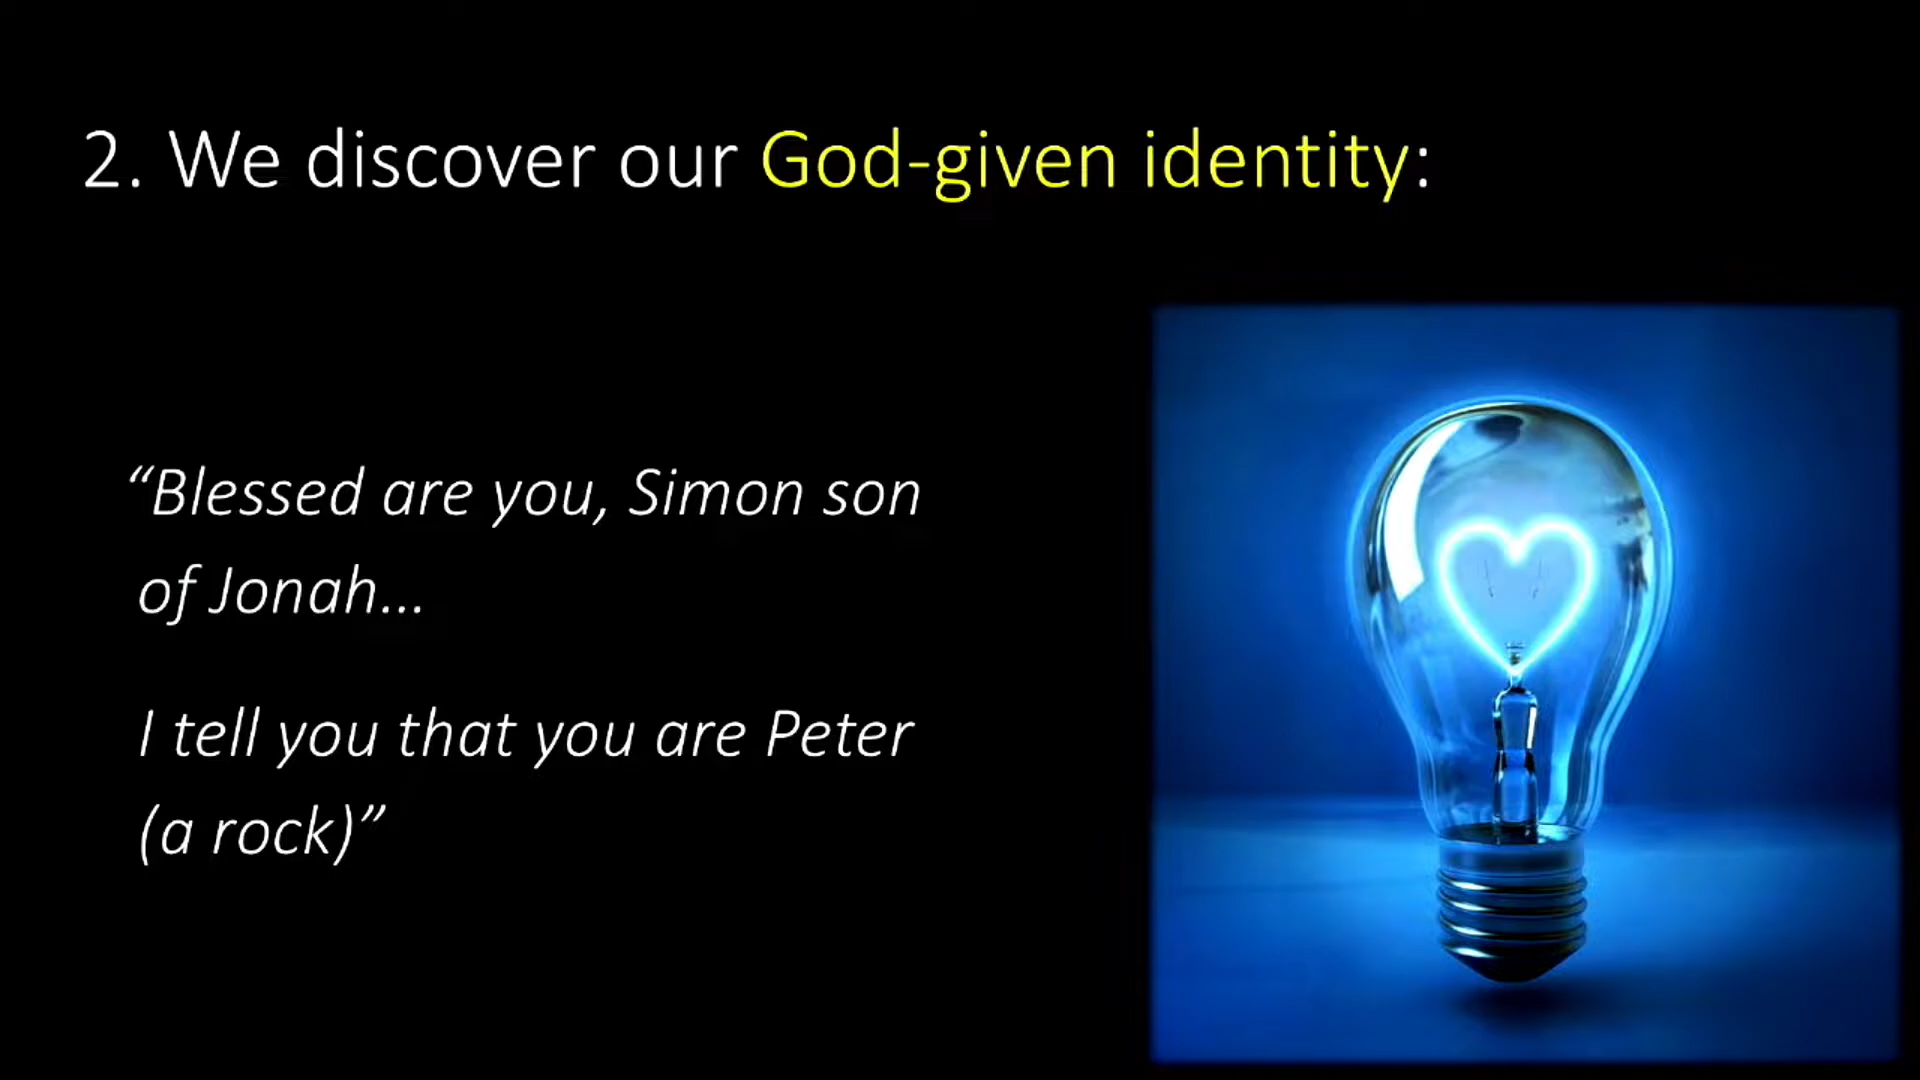 2. We discover our God-given identity:
“Blessed are you, Simon son
of Jonah...
I tell you that you are Peter
(a rock)”